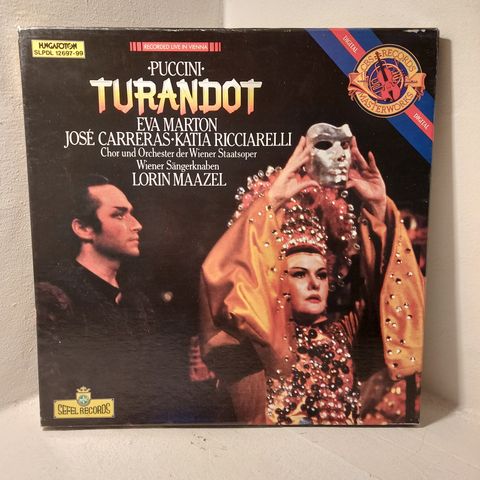 HUNGAROTON
SLPDL 12697-99
RECORDED LIVE IN VIENNA
·PUCCINI·
TURANDOT
EVA MARTON
JOSÉ CARRERAS·KATIA RICCIARELLI
Chor und Orchester der Wiener Staatsoper
Wiener Sängerknaben
LORIN MAAZEL
DIGITAL
CBS RECORDS
MASTERWORKS
DIGITAL
SEFEL RECORDS